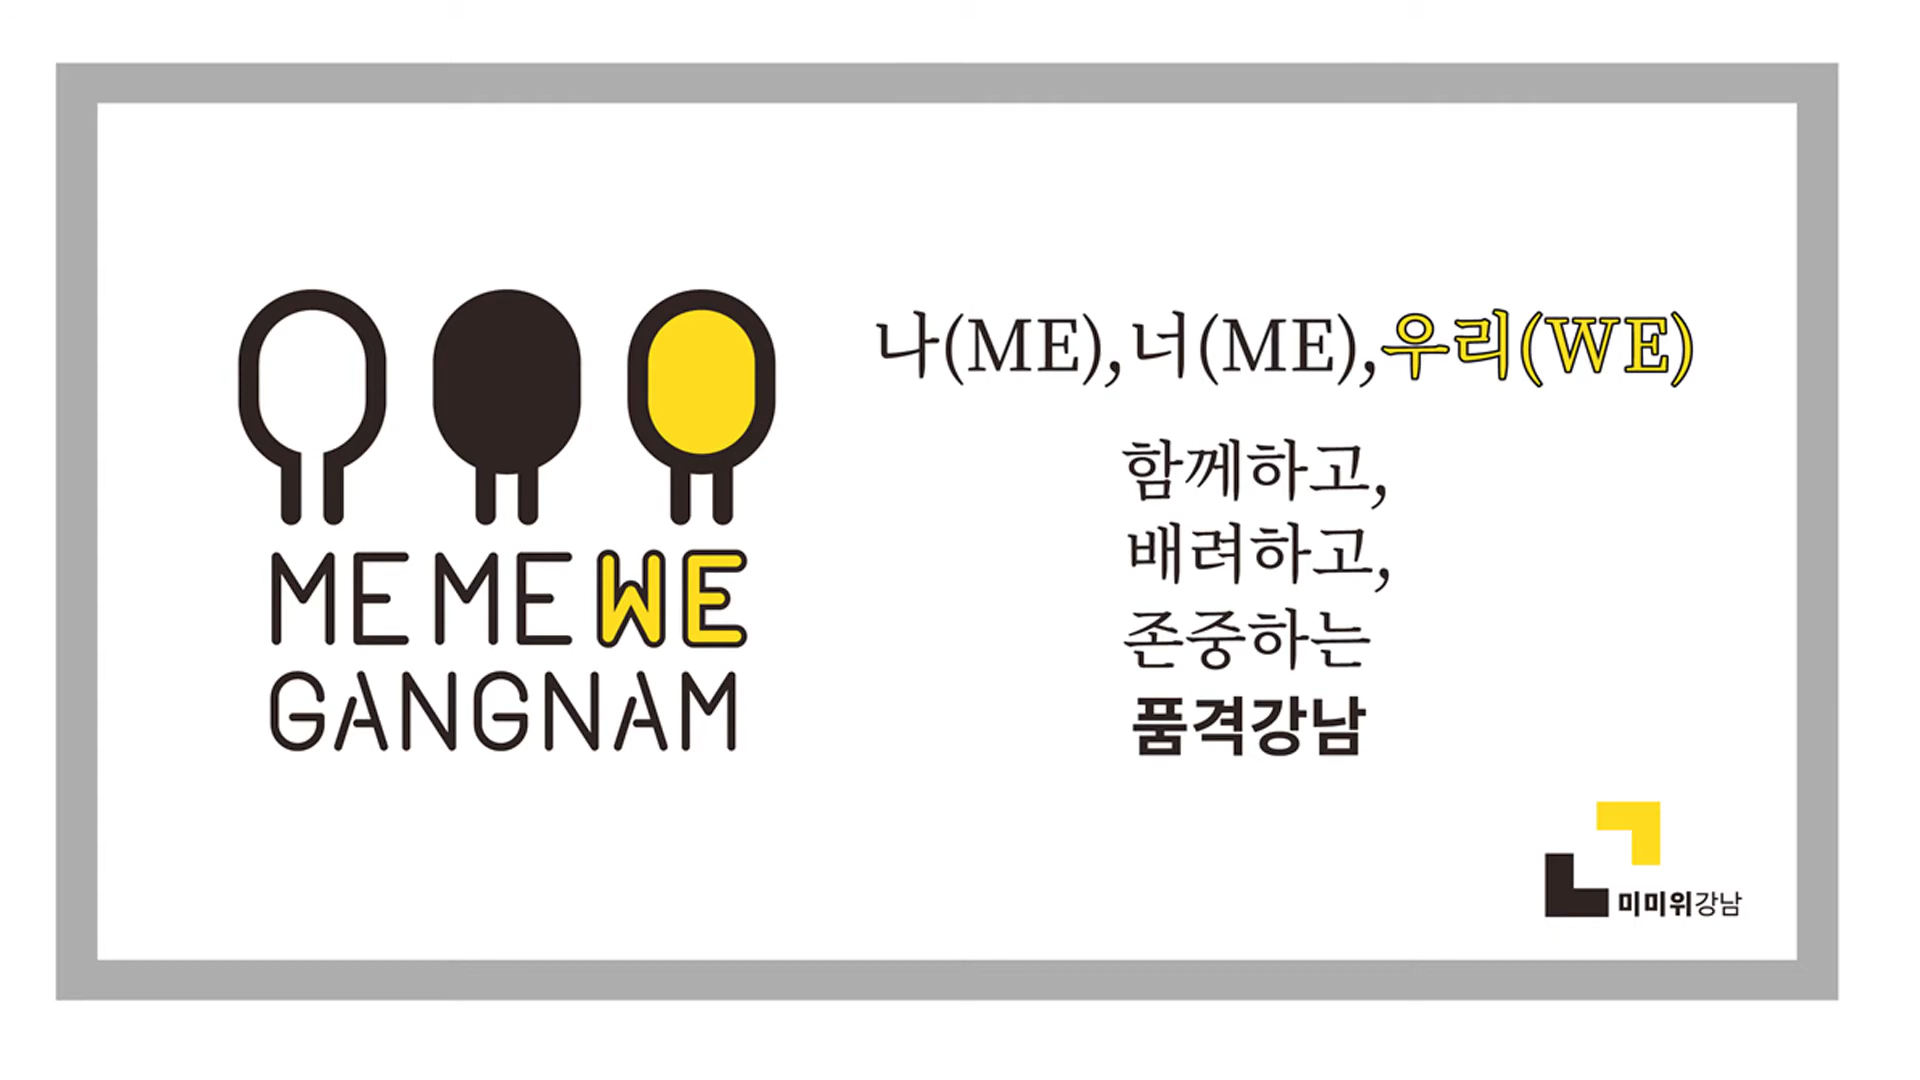 MEMEWE
GANGNAM
나(ME),너(ME),우리(WE)
함께하고,
배려하고,
존중하는
품격강남
미미위강남